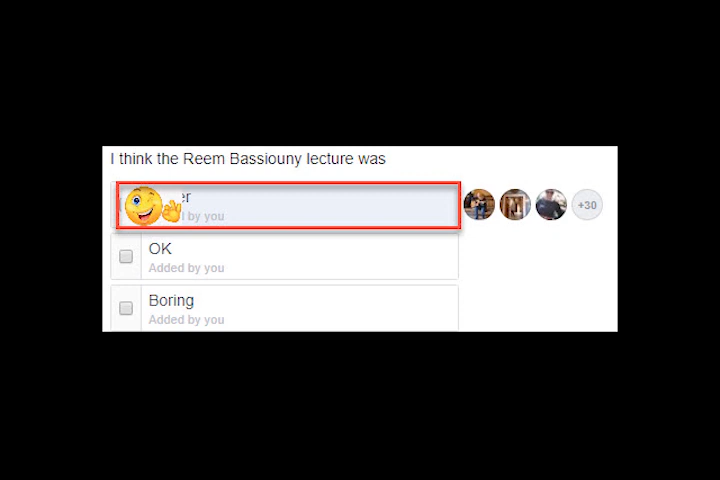 I think the Reem Bassiouny lecture was
by you
+30
OK
Added by you
Boring
Added by you